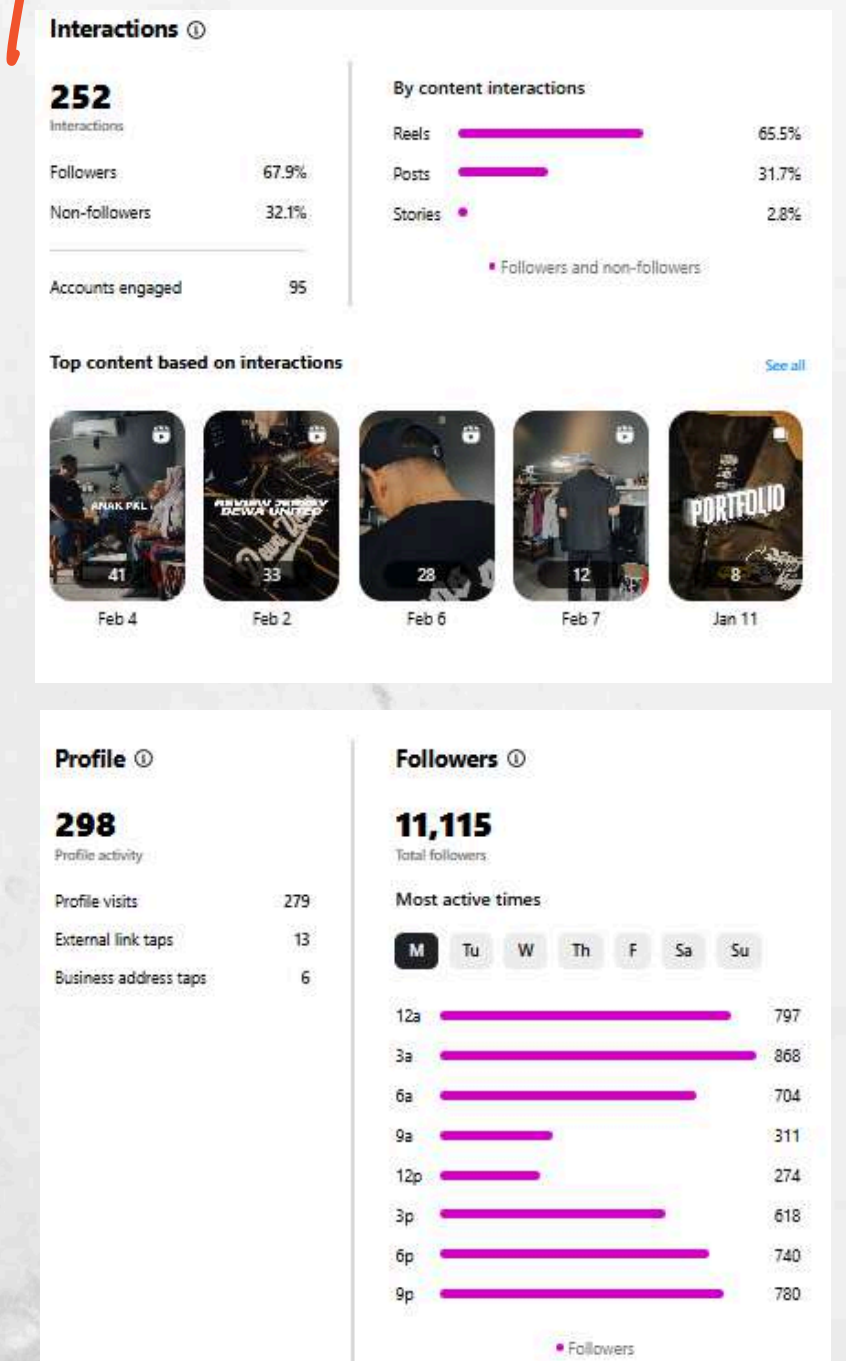 Interactions
252
Interactions
Followers 67.9%
Non-followers 32.1%
Accounts engaged 95
By content interactions
Reels 65.5%
Posts 31.7%
Stories 2.8%
Followers and non-followers
Top content based on interactions
See all
ANAK PKL
41
Feb 4
REVIEW JERSEY
DEWA UNITED
33
Feb 2
28
Feb 6
12
Feb 7
PORTFOLIO
8
Jan 11
Profile
298
Profile activity
Profile visits 279
External link taps 13
Business address taps 6
Followers
11,115
Total followers
Most active times
M Tu W Th F Sa Su
12a 797
3a 868
6a 704
9a 311
12p 274
3p 618
6p 740
9p 780
Followers